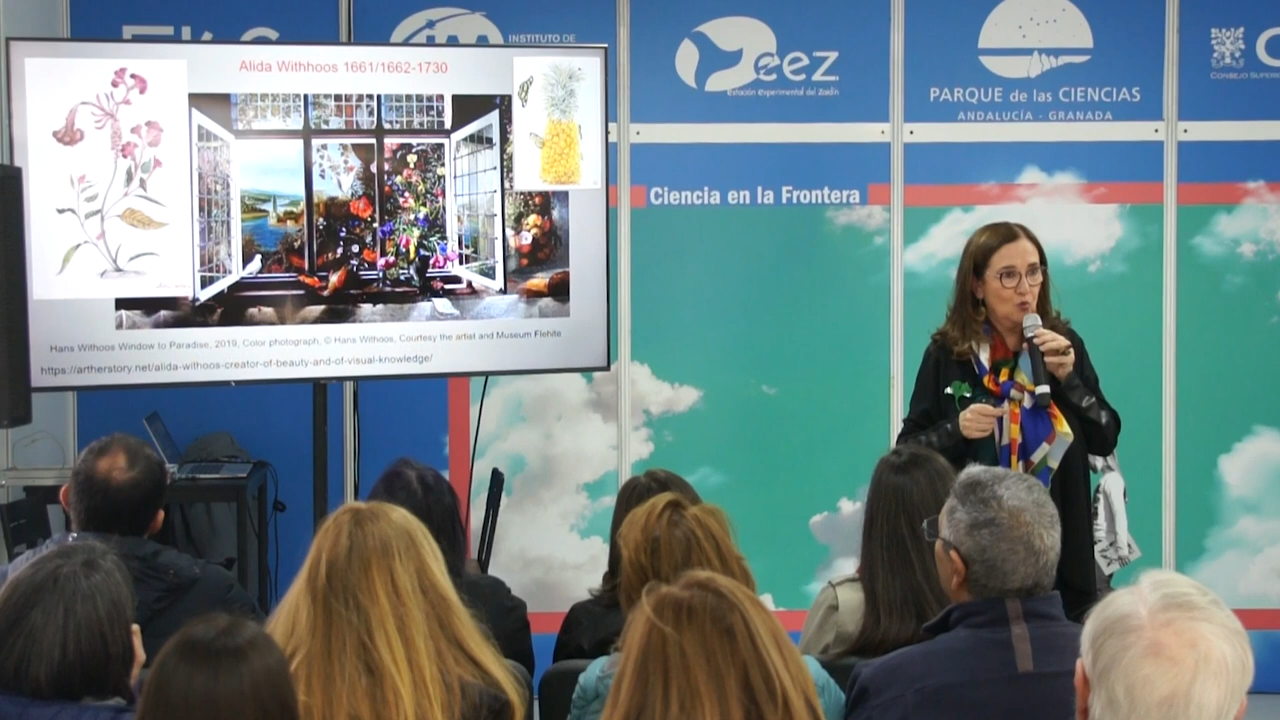 Alida Withhoos 1661/1662-1730
Hans Withoos Window to Paradise, 2019, Color photograph, © Hans Withoos, Courtesy the artist and Museum Flehite
https://artherstory.net/alida-withoos-creator-of-beauty-and-of-visual-knowledge/
INSTITUTO DE
eez
Estación Experimental del Zaidín
PARQUE de las CIENCIAS
ANDALUCÍA - GRANADA
CONSEJO SUPER
Ciencia en la Frontera